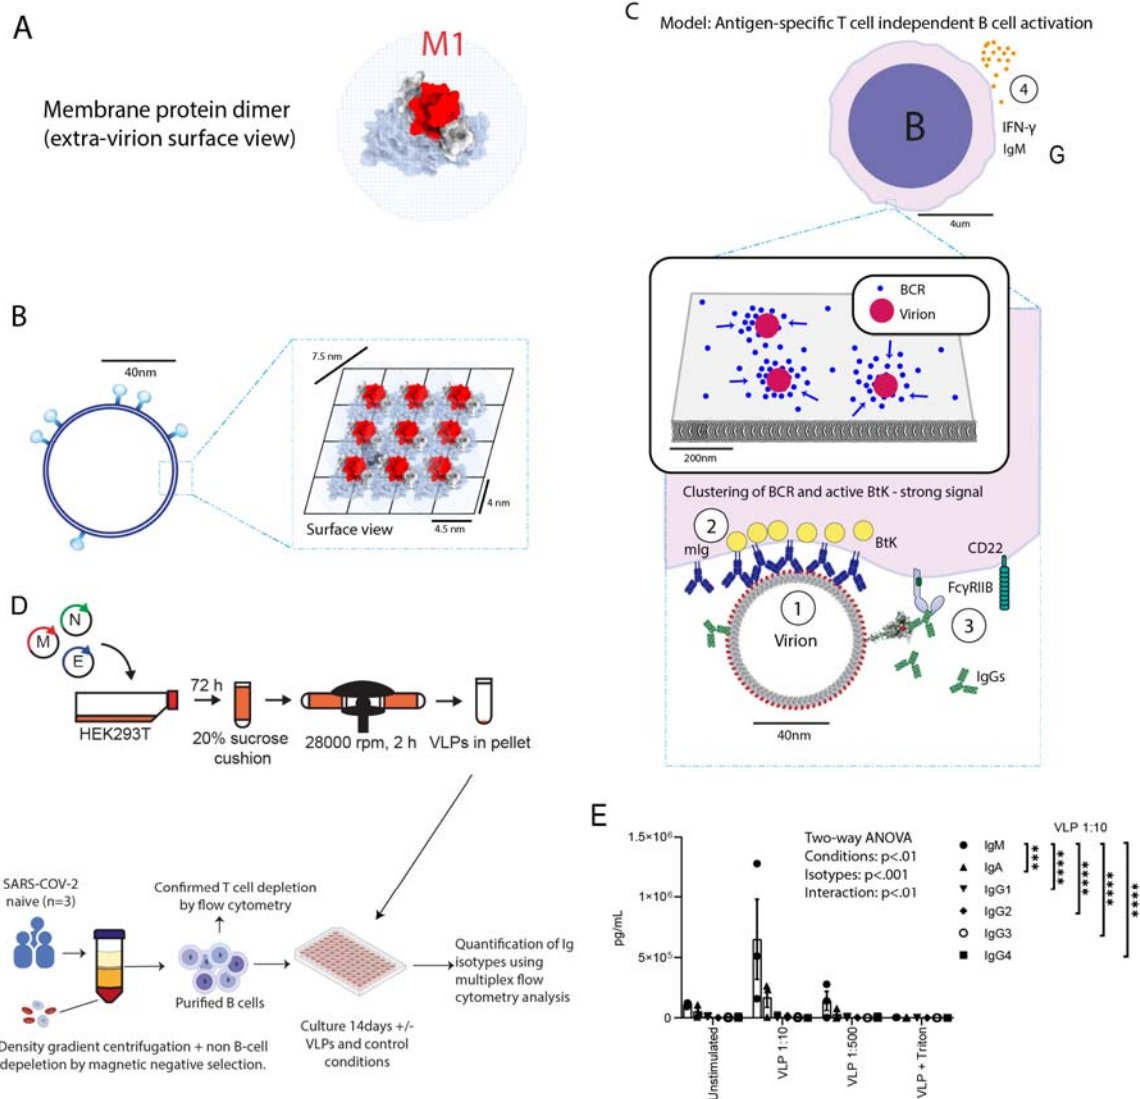 A
M1
Membrane protein dimer
(extra-virion surface view)
B
40nm
7.5 nm
4 nm
4.5 nm
Surface view
C
Model: Antigen-specific T cell independent B cell activation
B
4
IFN-γ
IgM
G
4um
BCR
Virion
200nm
Clustering of BCR and active BtK - strong signal
2
mIg
BtK
CD22
FcγRIIB
1
Virion
3
IgGs
40nm
D
N
M
E
72 h
HEK293T
20% sucrose
cushion
28000 rpm, 2 h
VLPs in pellet
SARS-COV-2
naive (n=3)
Confirmed T cell depletion
by flow cytometry
Purified B cells
Quantification of Ig
isotypes using
multiplex flow
cytometry analysis
Culture 14days +/-
VLPs and control
conditions
Density gradient centrifugation + non B-cell
depeletion by magnetic negative selection.
E
1.5×10⁶
1×10⁶
5×10⁵
0
pg/mL
Two-way ANOVA
Conditions: p<.01
Isotypes: p<.001
Interaction: p<.01
VLP 1:10
IgM
IgA
IgG1
IgG2
IgG3
IgG4
***
****
****
****
****
Unstimulated
VLP 1:10
VLP 1:500
VLP + Triton